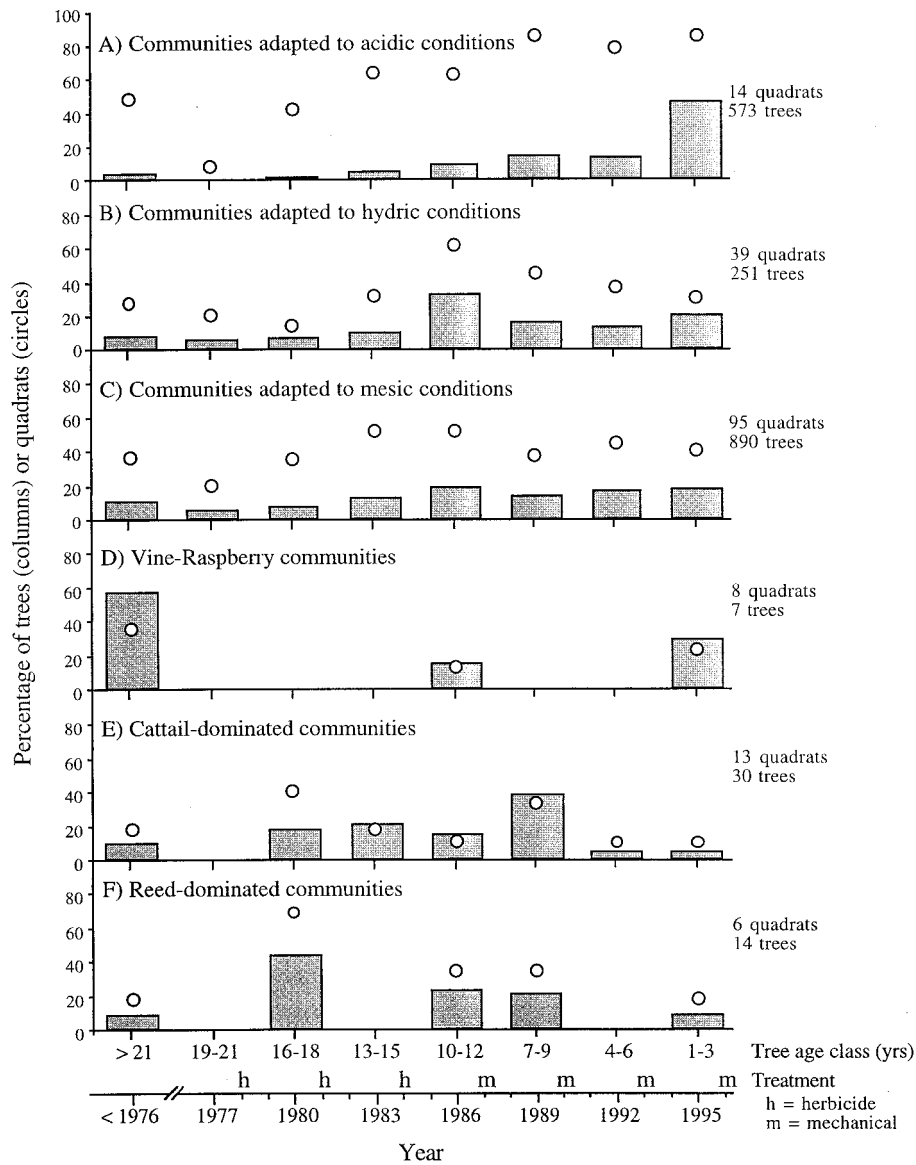 100
A) Communities adapted to acidic conditions
80
60
40
20
0
14 quadrats
573 trees
B) Communities adapted to hydric conditions
80
60
40
20
0
39 quadrats
251 trees
C) Communities adapted to mesic conditions
80
60
40
20
0
95 quadrats
890 trees
D) Vine-Raspberry communities
80
60
40
20
0
8 quadrats
7 trees
E) Cattail-dominated communities
80
60
40
20
0
13 quadrats
30 trees
F) Reed-dominated communities
80
60
40
20
0
6 quadrats
14 trees
Percentage of trees (columns) or quadrats (circles)
>21 19-21 16-18 13-15 10-12 7-9 4-6 1-3 Tree age class (yrs)
h h h m m m m Treatment
<1976 1977 1980 1983 1986 1989 1992 1995
h = herbicide
m = mechanical
Year